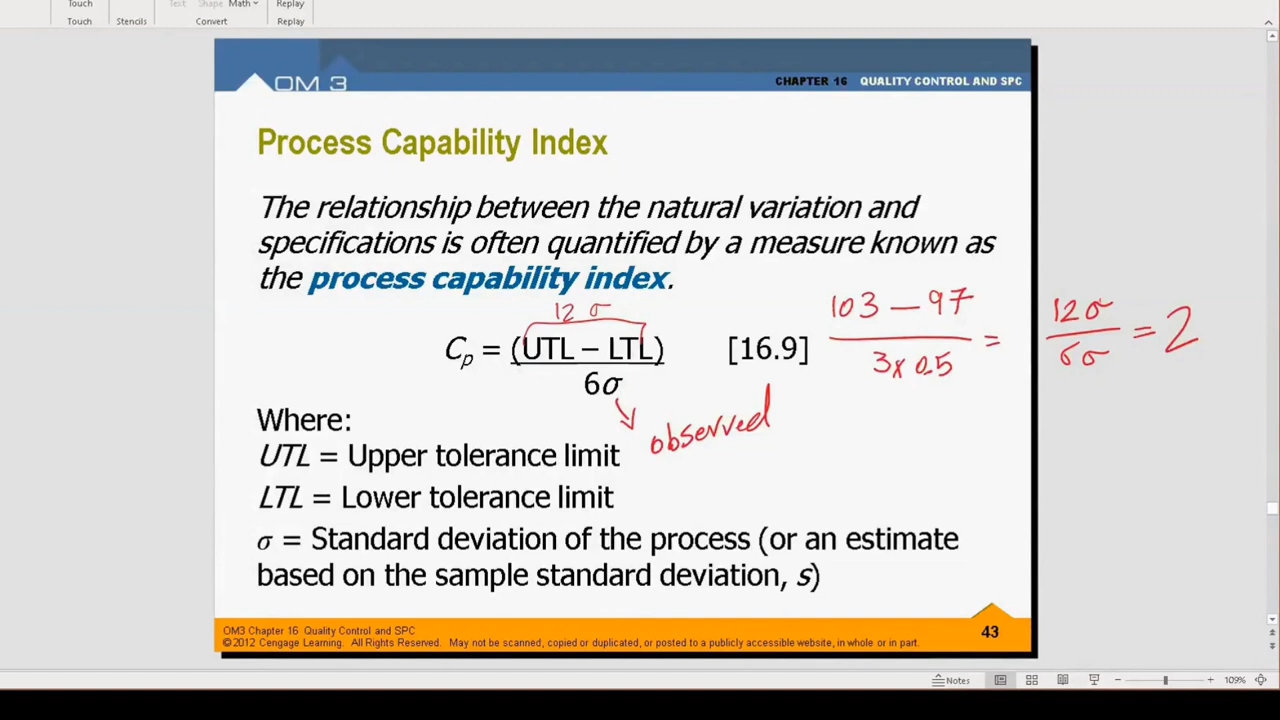 Touch
Text Shape Math
Replay
Touch
Stencils
Convert
Replay
OM 3
CHAPTER 16 QUALITY CONTROL AND SPC
Process Capability Index
The relationship between the natural variation and
specifications is often quantified by a measure known as
the process capability index.
12 σ
Cp = (UTL – LTL)
6σ
[16.9]
103 – 97
3 x 0.5
=
12σ
6σ
= 2
observed
Where:
UTL = Upper tolerance limit
LTL = Lower tolerance limit
σ = Standard deviation of the process (or an estimate
based on the sample standard deviation, s)
OM3 Chapter 16 Quality Control and SPC
©2012 Cengage Learning. All Rights Reserved. May not be scanned, copied or duplicated, or posted to a publicly accessible website, in whole or in part.
43
Notes
109%